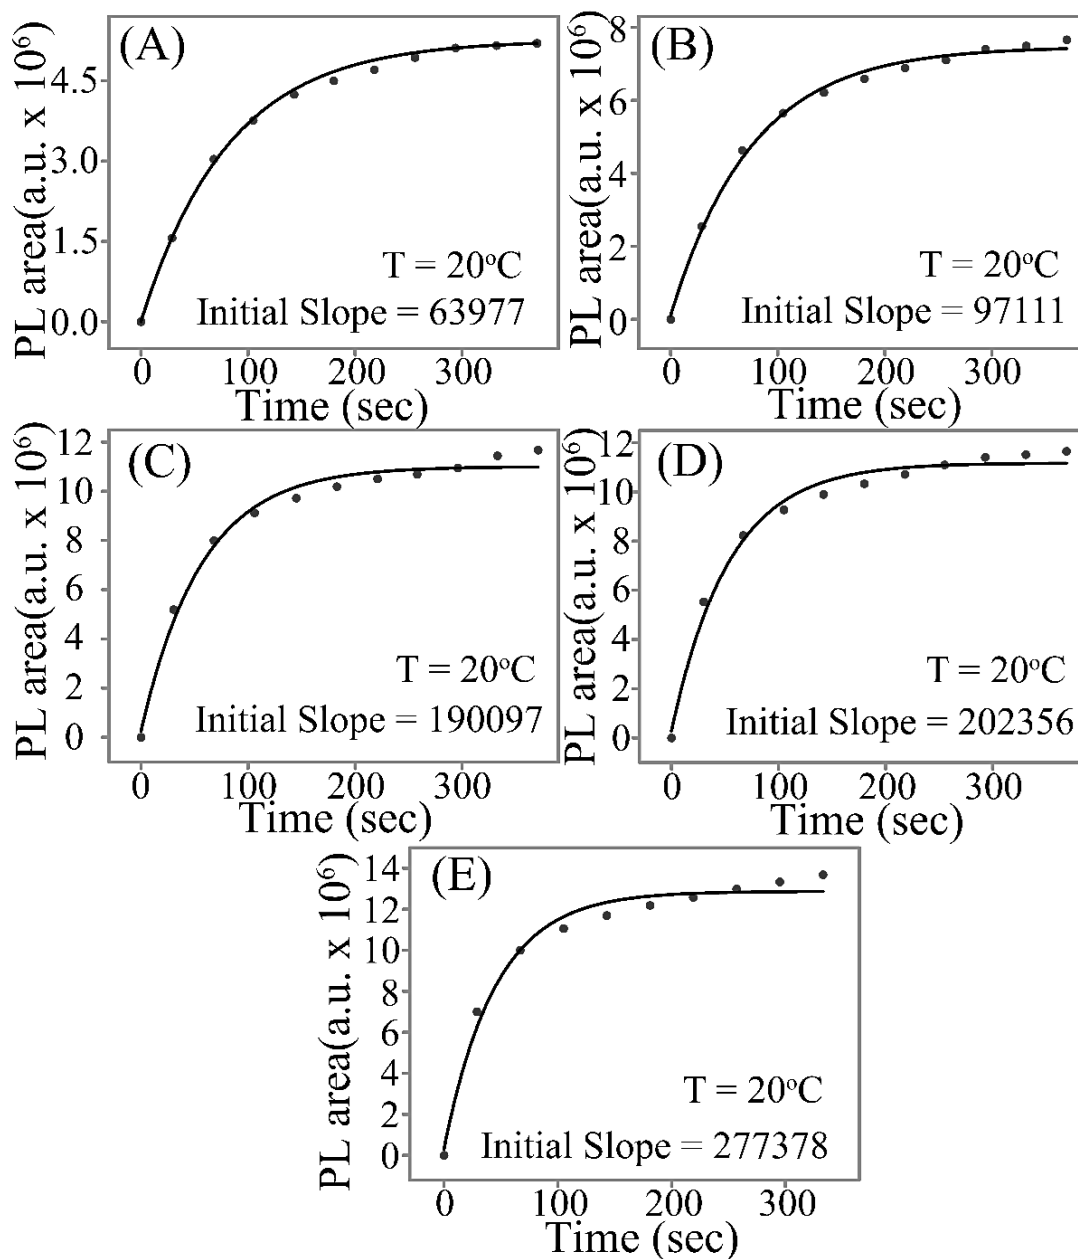 (A)
PL area(a.u. x 10⁶)
4.5
3.0
1.5
0.0
T = 20°C
Initial Slope = 63977
0 100 200 300
Time (sec)
(B)
PL area(a.u. x 10⁶)
8
6
4
2
0
T = 20°C
Initial Slope = 97111
0 100 200 300
Time (sec)
(C)
PL area(a.u. x 10⁶)
12
10
8
6
4
2
0
T = 20°C
Initial Slope = 190097
0 100 200 300
Time (sec)
(D)
PL area(a.u. x 10⁶)
12
10
8
6
4
2
0
T = 20°C
Initial Slope = 202356
0 100 200 300
Time (sec)
(E)
PL area(a.u. x 10⁶)
14
12
10
8
6
4
2
0
T = 20°C
Initial Slope = 277378
0 100 200 300
Time (sec)